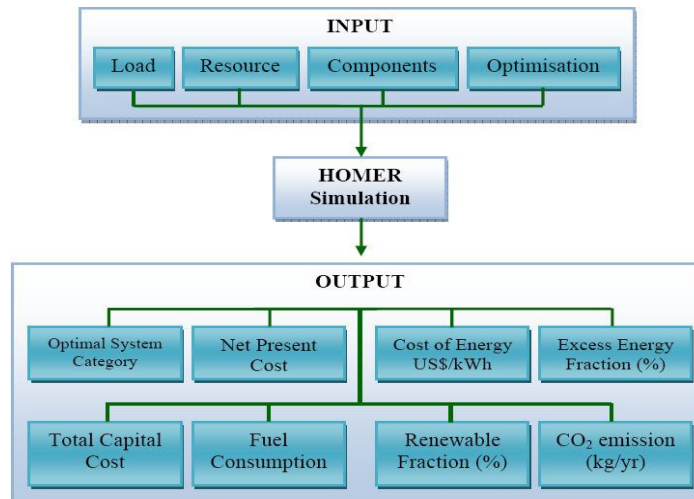 INPUT
Load
Resource
Components
Optimisation
HOMER
Simulation
OUTPUT
Optimal System
Category
Net Present
Cost
Cost of Energy
US$/kWh
Excess Energy
Fraction (%)
Total Capital
Cost
Fuel
Consumption
Renewable
Fraction (%)
CO₂ emission
(kg/yr)